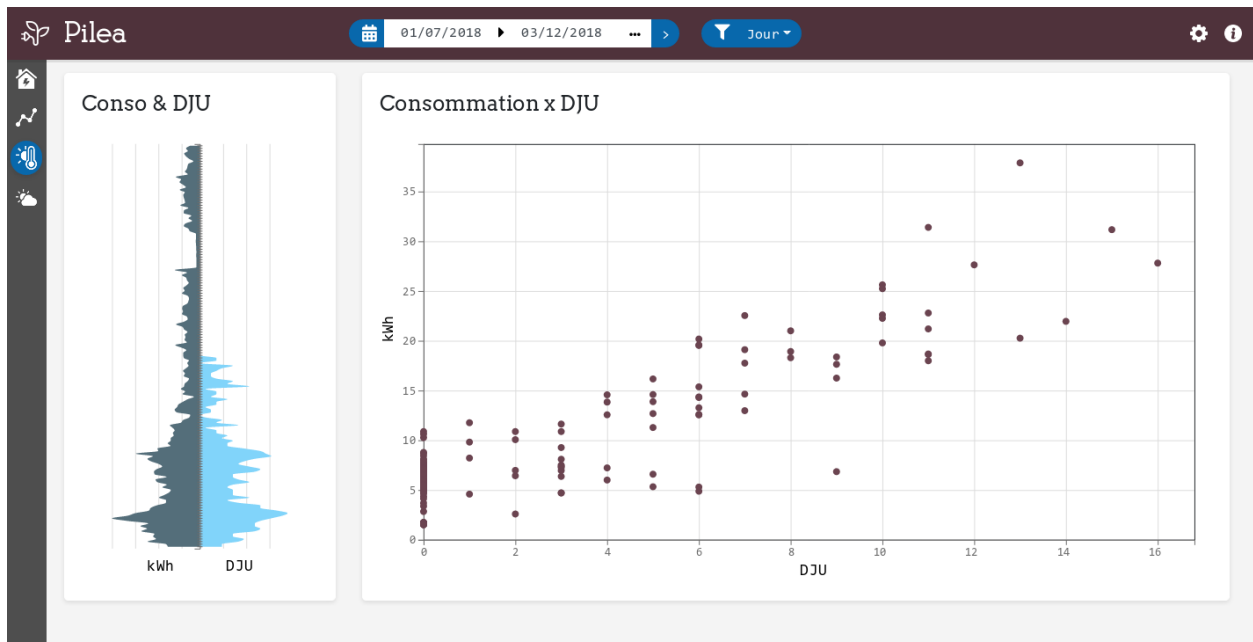 Pilea
01/07/2018 03/12/2018 ... >
Jour
Conso & DJU
kWh DJU
Consommation x DJU
35
30
25
20
15
10
5
0
kWh
0 2 4 6 8 10 12 14 16
DJU